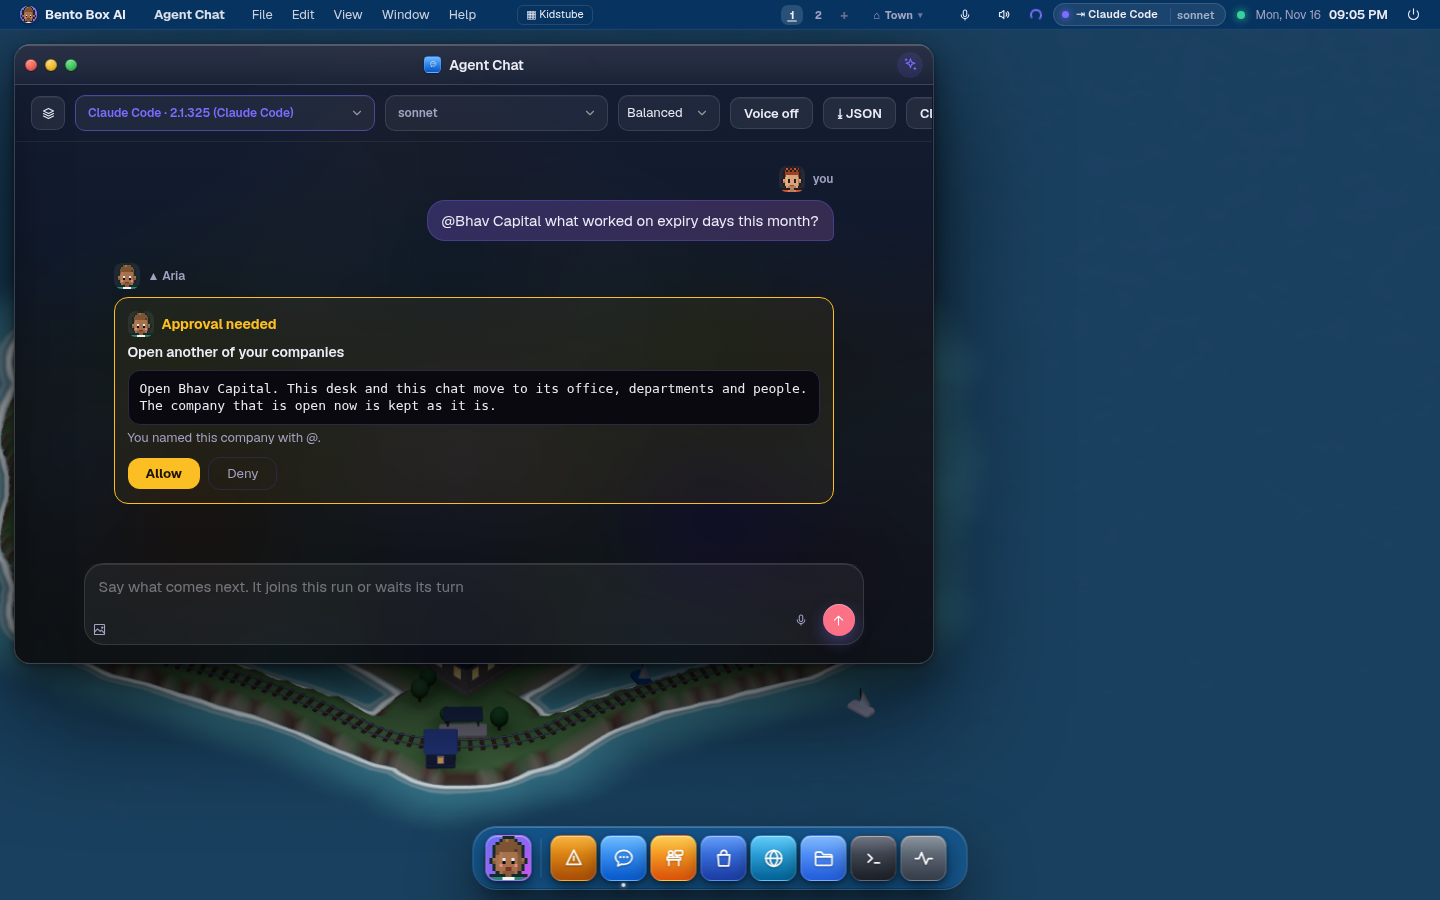 Bento Box AI Agent Chat File Edit View Window Help Kidstube 1 2 + Town Claude Code sonnet Mon, Nov 16 09:05 PM
Agent Chat
Claude Code · 2.1.325 (Claude Code) sonnet Balanced Voice off JSON
you
@Bhav Capital what worked on expiry days this month?
▲ Aria
Approval needed
Open another of your companies
Open Bhav Capital. This desk and this chat move to its office, departments and people.
The company that is open now is kept as it is.
You named this company with @.
Allow Deny
Say what comes next. It joins this run or waits its turn